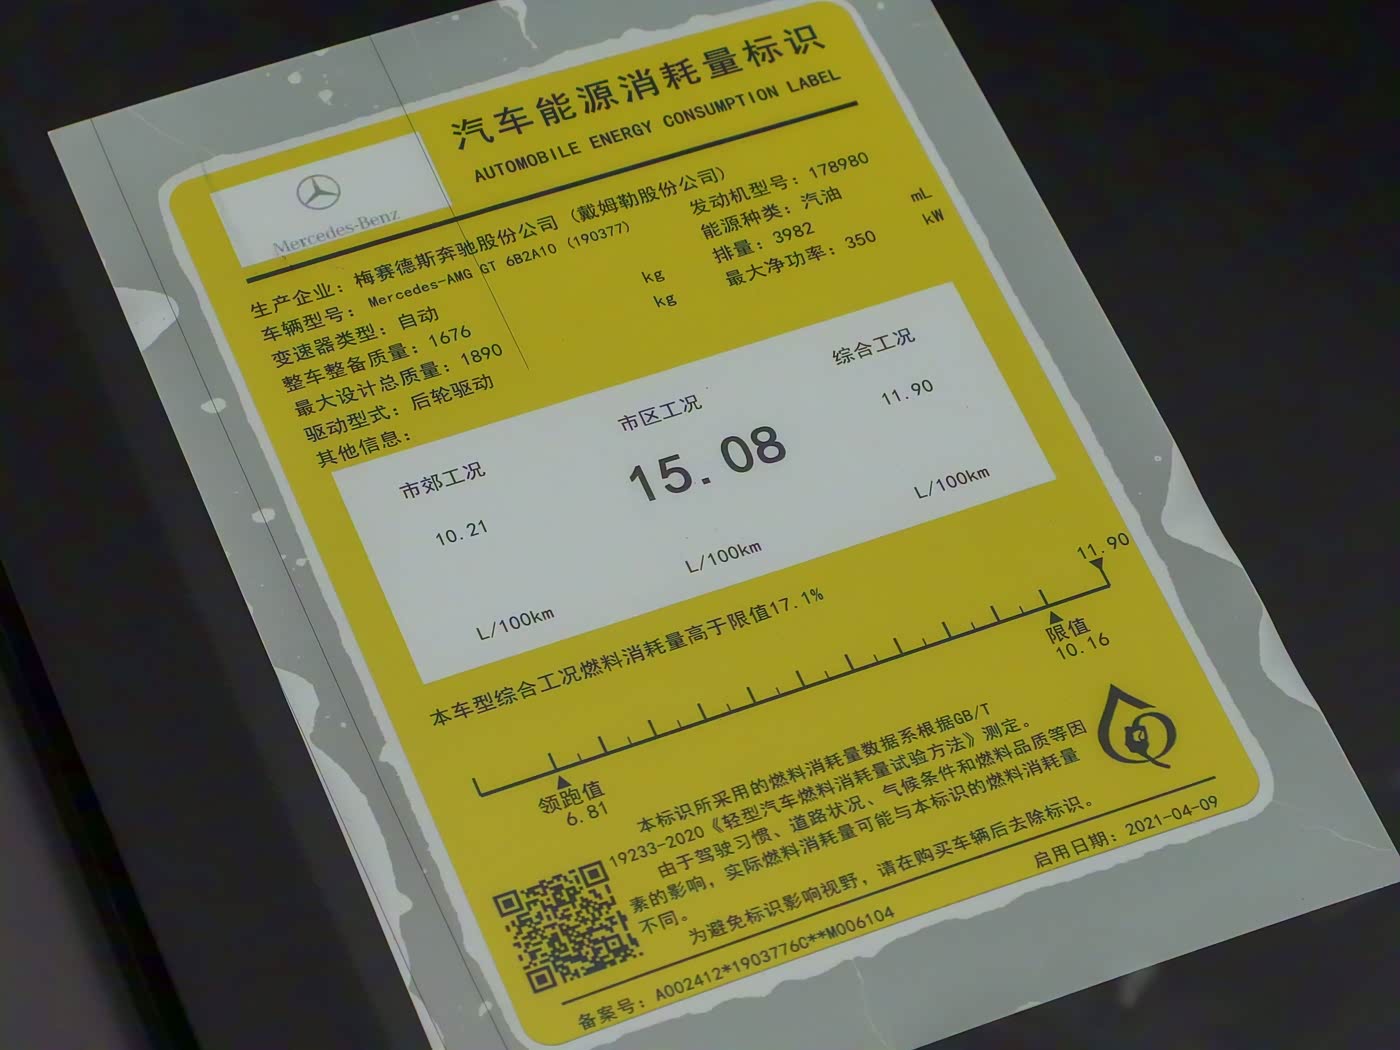 汽车能源消耗量标识
AUTOMOBILE ENERGY CONSUMPTION LABEL
Mercedes-Benz
生产企业：梅赛德斯奔驰股份公司（戴姆勒股份公司）
车辆型号： Mercedes-AMG GT 6B2A10 (190377)
变速器类型：自动
整车整备质量：1676 kg
最大设计总质量：1890 kg
驱动型式：后轮驱动
其他信息：
发动机型号：178980
能源种类：汽油
排量：3982 mL
最大净功率：350 kW
市郊工况
10.21
L/100km
市区工况
15.08
L/100km
综合工况
11.90
L/100km
本车型综合工况燃料消耗量高于限值17.1%
11.90
领跑值
6.81
限值
10.16
本标识所采用的燃料消耗量数据系根据GB/T
19233-2020《轻型汽车燃料消耗量试验方法》测定。
由于驾驶习惯、道路状况、气候条件和燃料品质等因
素的影响，实际燃料消耗量可能与本标识的燃料消耗量
不同。
为避免标识影响视野，请在购买车辆后去除标识。
备案号：A002412*1903776C**M006104
启用日期：2021-04-09